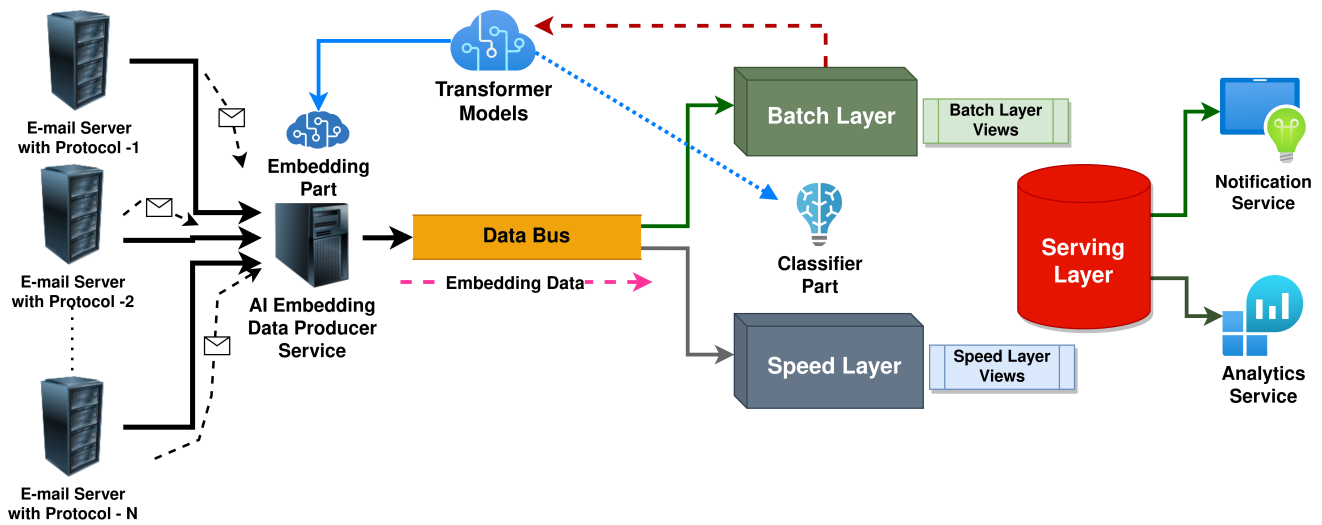 E-mail Server
with Protocol -1
E-mail Server
with Protocol -2
E-mail Server
with Protocol - N
Transformer
Models
Embedding
Part
AI Embedding
Data Producer
Service
Data Bus
Embedding Data
Batch Layer
Batch Layer
Views
Classifier
Part
Speed Layer
Speed Layer
Views
Serving
Layer
Notification
Service
Analytics
Service